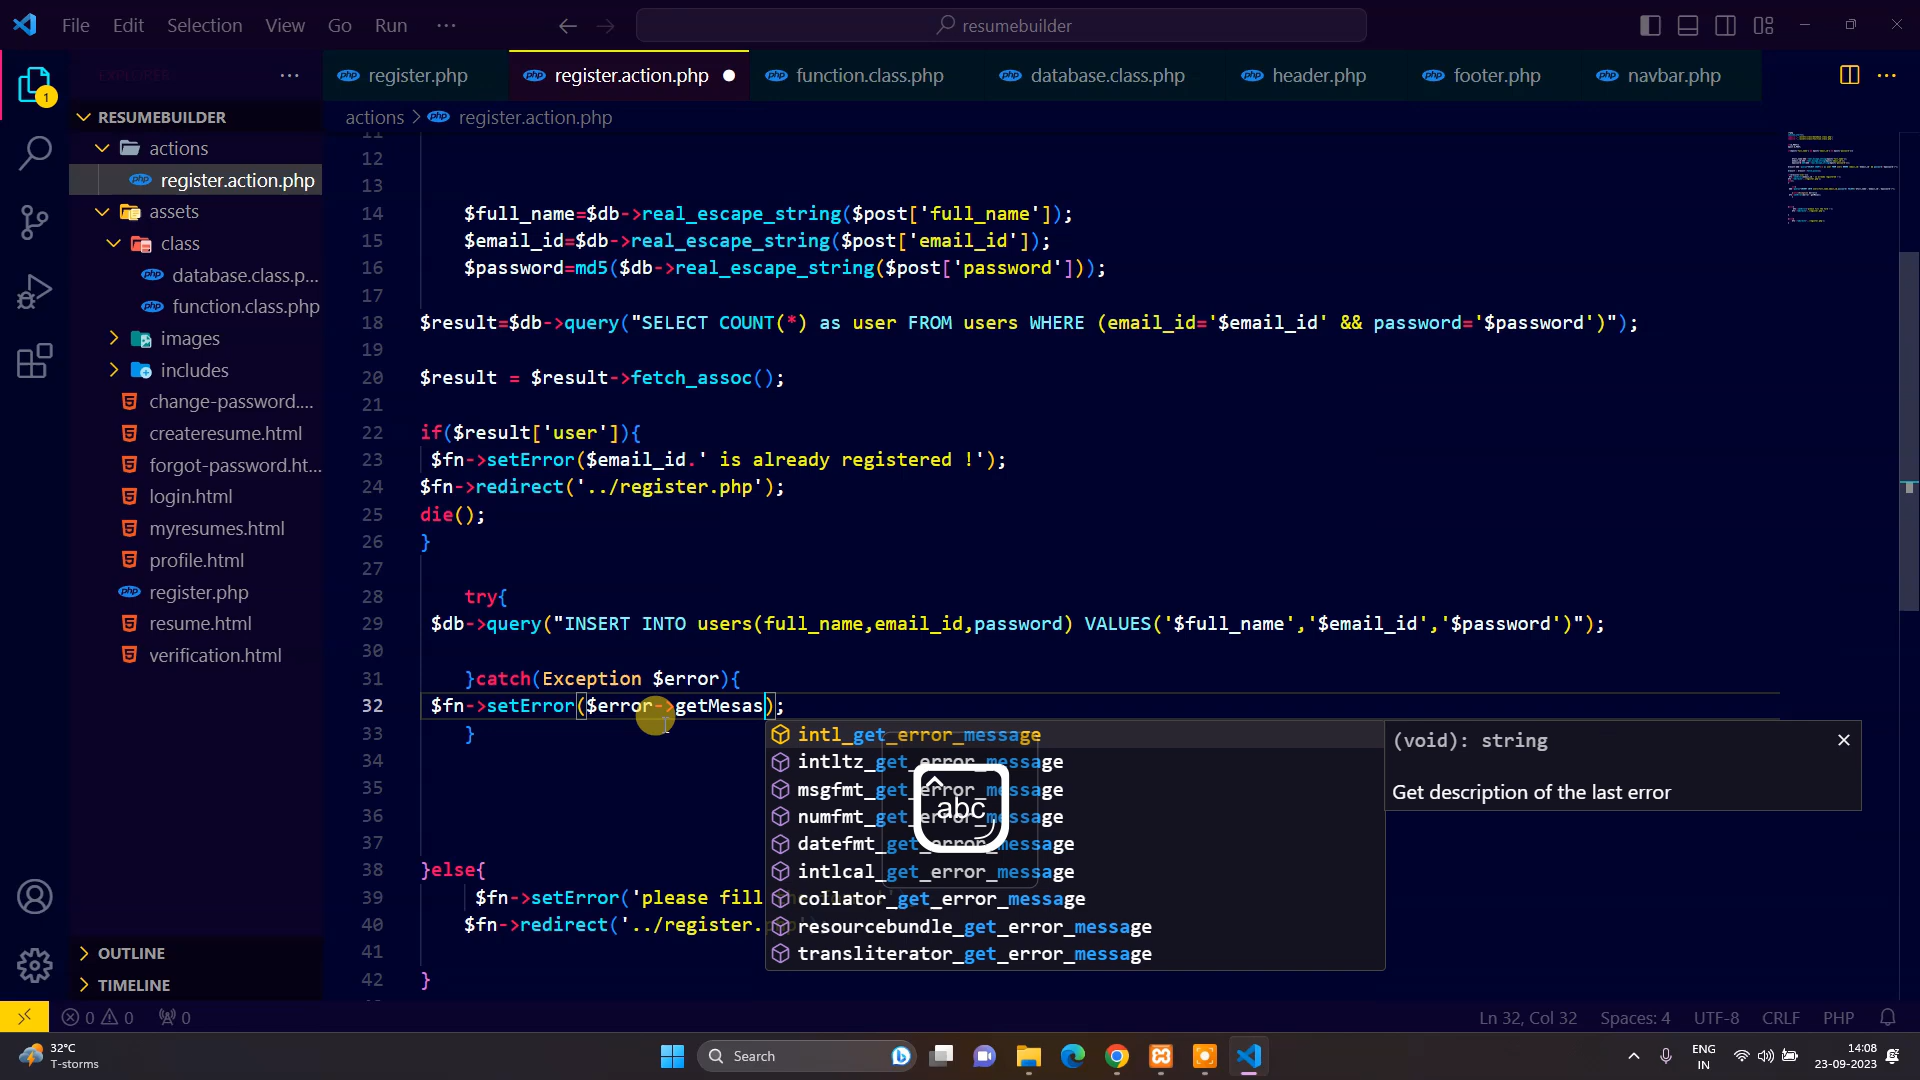 File Edit Selection View Go Run ··· resumebuilder
EXPLORER ···
register.php register.action.php function.class.php database.class.php header.php footer.php navbar.php
1
RESUMEBUILDER
actions > register.action.php
actions
register.action.php
assets
class
database.class.p...
function.class.php
images
includes
change-password....
createresume.html
forgot-password.ht...
login.html
myresumes.html
profile.html
register.php
resume.html
verification.html
OUTLINE
TIMELINE
11
12
13
14 $full_name=$db->real_escape_string($post['full_name']);
15 $email_id=$db->real_escape_string($post['email_id']);
16 $password=md5($db->real_escape_string($post['password']));
17
18 $result=$db->query("SELECT COUNT(*) as user FROM users WHERE (email_id='$email_id' && password='$password')");
19
20 $result = $result->fetch_assoc();
21
22 if($result['user']){
23 $fn->setError($email_id.' is already registered !');
24 $fn->redirect('../register.php');
25 die();
26 }
27
28 try{
29 $db->query("INSERT INTO users(full_name,email_id,password) VALUES('$full_name','$email_id','$password')");
30
31 }catch(Exception $error){
32 $fn->setError($error->getMesas);
33 }
34
35
36
37
38 }else{
39 $fn->setError('please fill
40 $fn->redirect('../register.
41
42 }
intl_get_error_message
intltz_get_error_message
msgfmt_get_error_message
numfmt_get_error_message
datefmt_get_error_message
intlcal_get_error_message
collator_get_error_message
resourcebundle_get_error_message
transliterator_get_error_message
abc
(void): string
Get description of the last error
0 0 0 Ln 32, Col 32 Spaces: 4 UTF-8 CRLF PHP
32°C
T-storms
Search
ENG
IN
14:08
23-09-2023